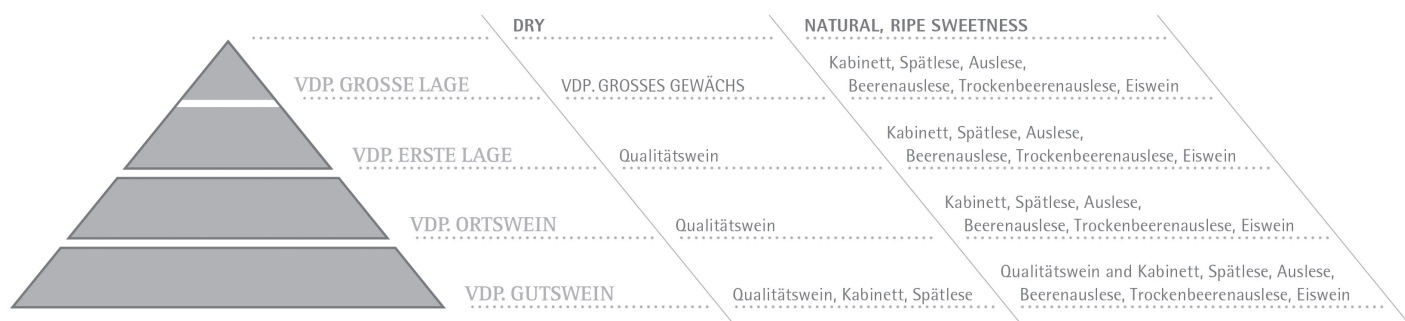 DRY
NATURAL, RIPE SWEETNESS
VDP. GROSSE LAGE
VDP. GROSSES GEWÄCHS
Kabinett, Spätlese, Auslese,
Beerenauslese, Trockenbeerenauslese, Eiswein
VDP. ERSTE LAGE
Qualitätswein
Kabinett, Spätlese, Auslese,
Beerenauslese, Trockenbeerenauslese, Eiswein
VDP. ORTSWEIN
Qualitätswein
Kabinett, Spätlese, Auslese,
Beerenauslese, Trockenbeerenauslese, Eiswein
VDP. GUTSWEIN
Qualitätswein, Kabinett, Spätlese
Qualitätswein and Kabinett, Spätlese, Auslese,
Beerenauslese, Trockenbeerenauslese, Eiswein